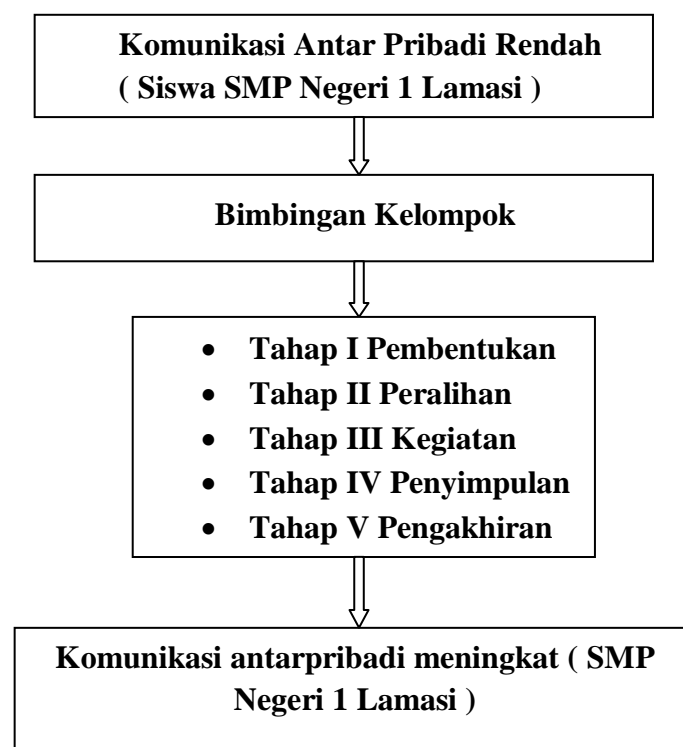 Komunikasi Antar Pribadi Rendah
( Siswa SMP Negeri 1 Lamasi )
Bimbingan Kelompok
• Tahap I Pembentukan
• Tahap II Peralihan
• Tahap III Kegiatan
• Tahap IV Penyimpulan
• Tahap V Pengakhiran
Komunikasi antarpribadi meningkat ( SMP
Negeri 1 Lamasi )